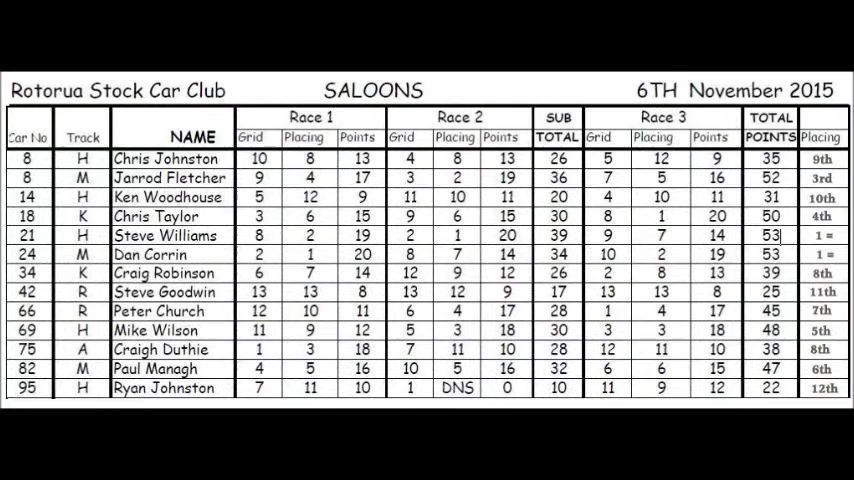 Rotorua Stock Car Club SALOONS 6TH November 2015
Race 1 Race 2 SUB Race 3 TOTAL
Car No Track NAME Grid Placing Points Grid Placing Points TOTAL Grid Placing Points POINTS Placing
8 H Chris Johnston 10 8 13 4 8 13 26 5 12 9 35 9th
8 M Jarrod Fletcher 9 4 17 3 2 19 36 7 5 16 52 3rd
14 H Ken Woodhouse 5 12 9 11 10 11 20 4 10 11 31 10th
18 K Chris Taylor 3 6 15 9 6 15 30 8 1 20 50 4th
21 H Steve Williams 8 2 19 2 1 20 39 9 7 14 53 1 =
24 M Dan Corrin 2 1 20 8 7 14 34 10 2 19 53 1 =
34 K Craig Robinson 6 7 14 12 9 12 26 2 8 13 39 8th
42 R Steve Goodwin 13 13 8 13 12 9 17 13 13 8 25 11th
66 R Peter Church 12 10 11 6 4 17 28 1 4 17 45 7th
69 H Mike Wilson 11 9 12 5 3 18 30 3 3 18 48 5th
75 A Craigh Duthie 1 3 18 7 11 10 28 12 11 10 38 8th
82 M Paul Managh 4 5 16 10 5 16 32 6 6 15 47 6th
95 H Ryan Johnston 7 11 10 1 DNS 0 10 11 9 12 22 12th